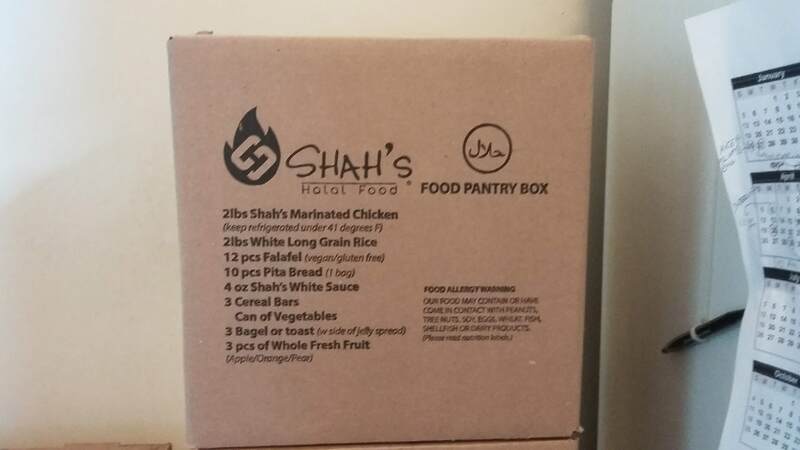 SHAH'S
Halal Food ®
حلال
FOOD PANTRY BOX
2lbs Shah's Marinated Chicken
(keep refrigerated under 41 degrees F)
2lbs White Long Grain Rice
12 pcs Falafel (vegan/gluten free)
10 pcs Pita Bread (1 bag)
4 oz Shah's White Sauce
3 Cereal Bars
Can of Vegetables
3 Bagel or toast (w side of jelly spread)
3 pcs of Whole Fresh Fruit
(Apple/Orange/Pear)
FOOD ALLERGY WARNING
OUR FOOD MAY CONTAIN OR HAVE
COME IN CONTACT WITH PEANUTS,
TREE NUTS, SOY, EGGS, WHEAT, FISH,
SHELLFISH OR DAIRY PRODUCTS.
(Please read nutrition labels.)
January
April
July
October